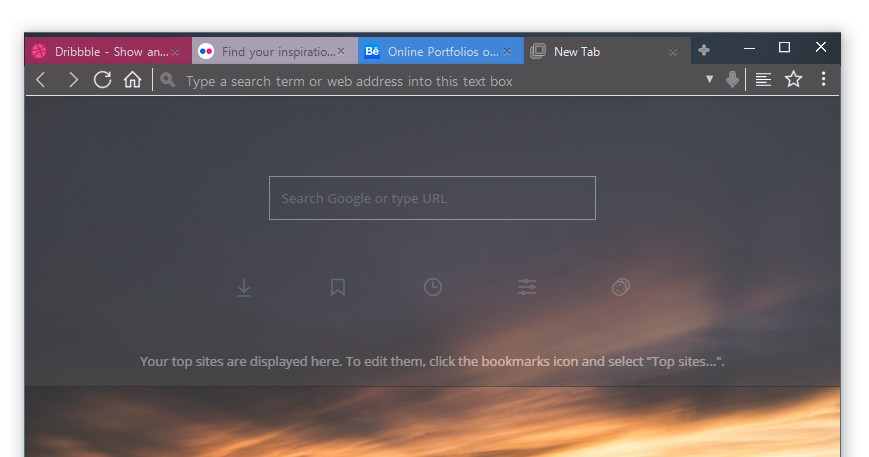 Dribbble - Show an...
Find your inspiratio...
Bē Online Portfolios o...
New Tab
Type a search term or web address into this text box
Search Google or type URL
Your top sites are displayed here. To edit them, click the bookmarks icon and select "Top sites...".